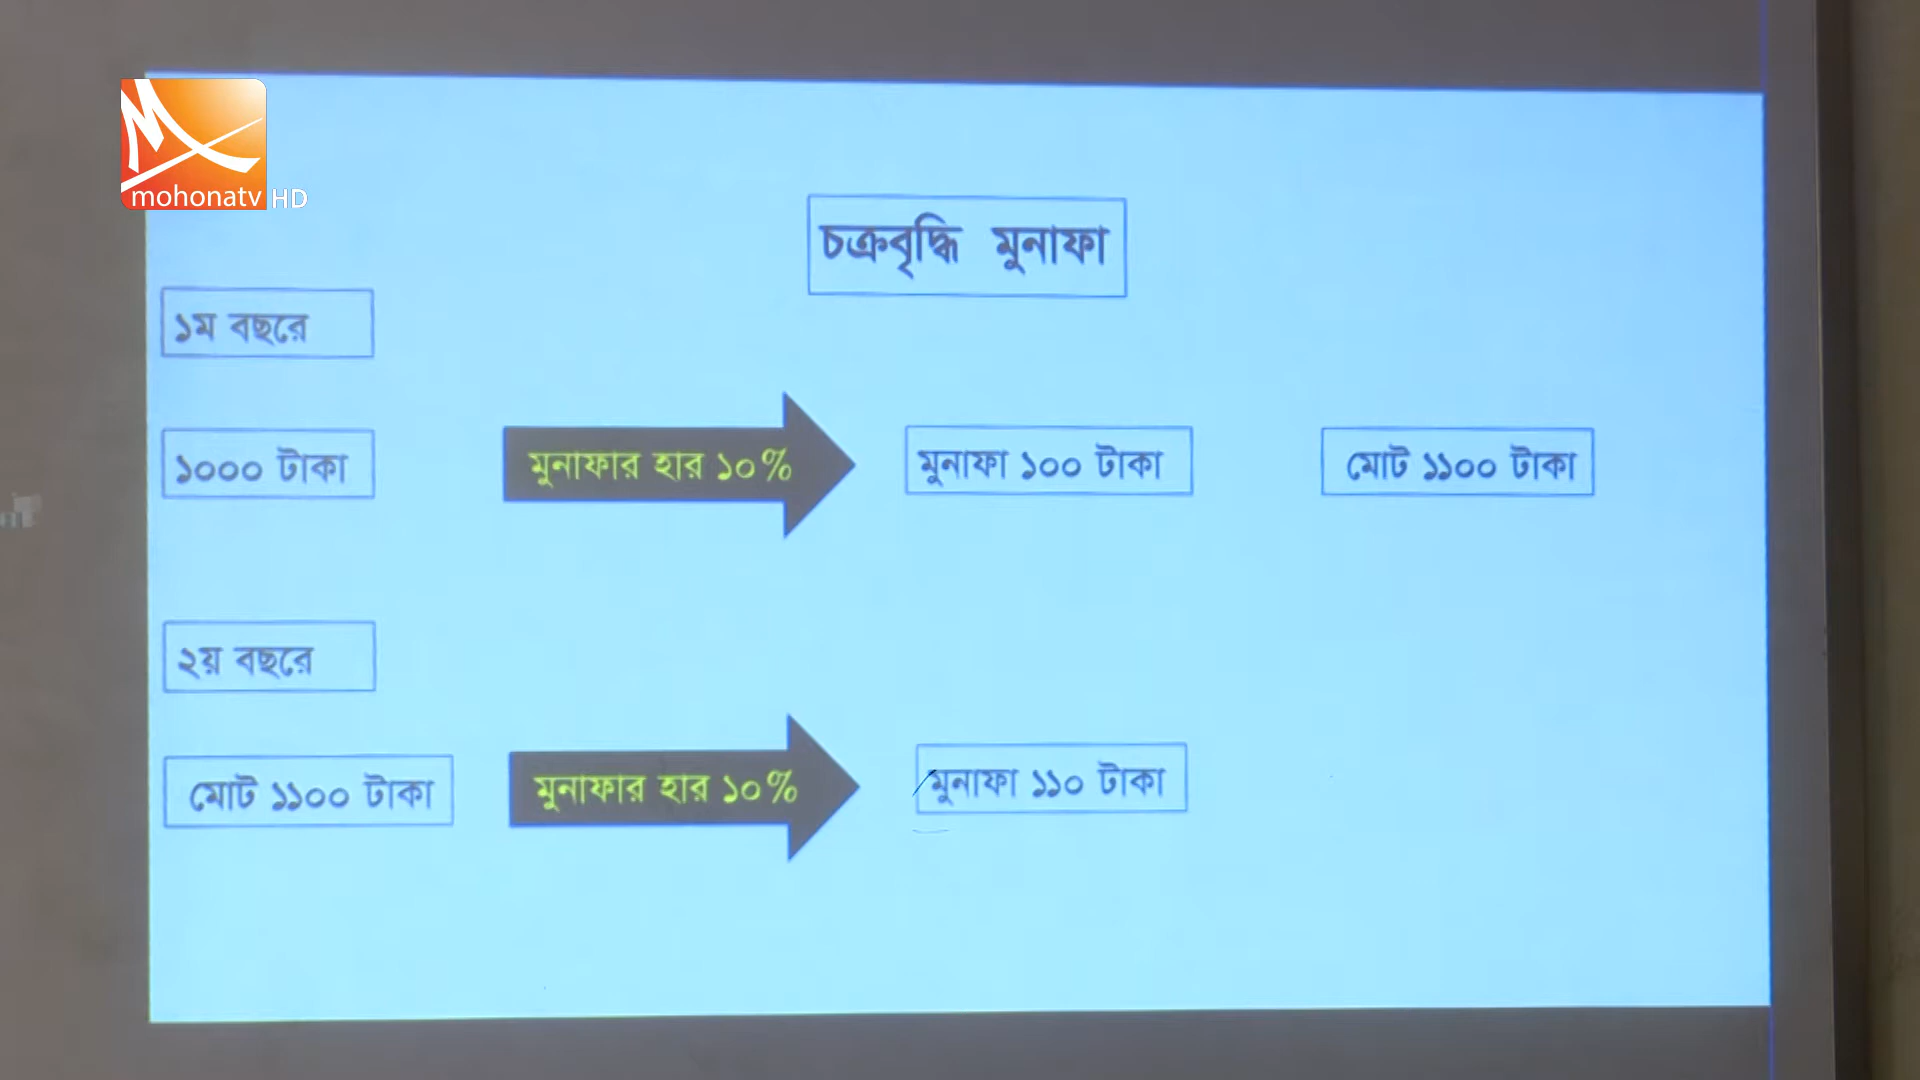 mohonatv HD
চক্রবৃদ্ধি মুনাফা
১ম বছরে
১০০০ টাকা
মুনাফার হার ১০%
মুনাফা ১০০ টাকা
মোট ১১০০ টাকা
২য় বছরে
মোট ১১০০ টাকা
মুনাফার হার ১০%
মুনাফা ১১০ টাকা